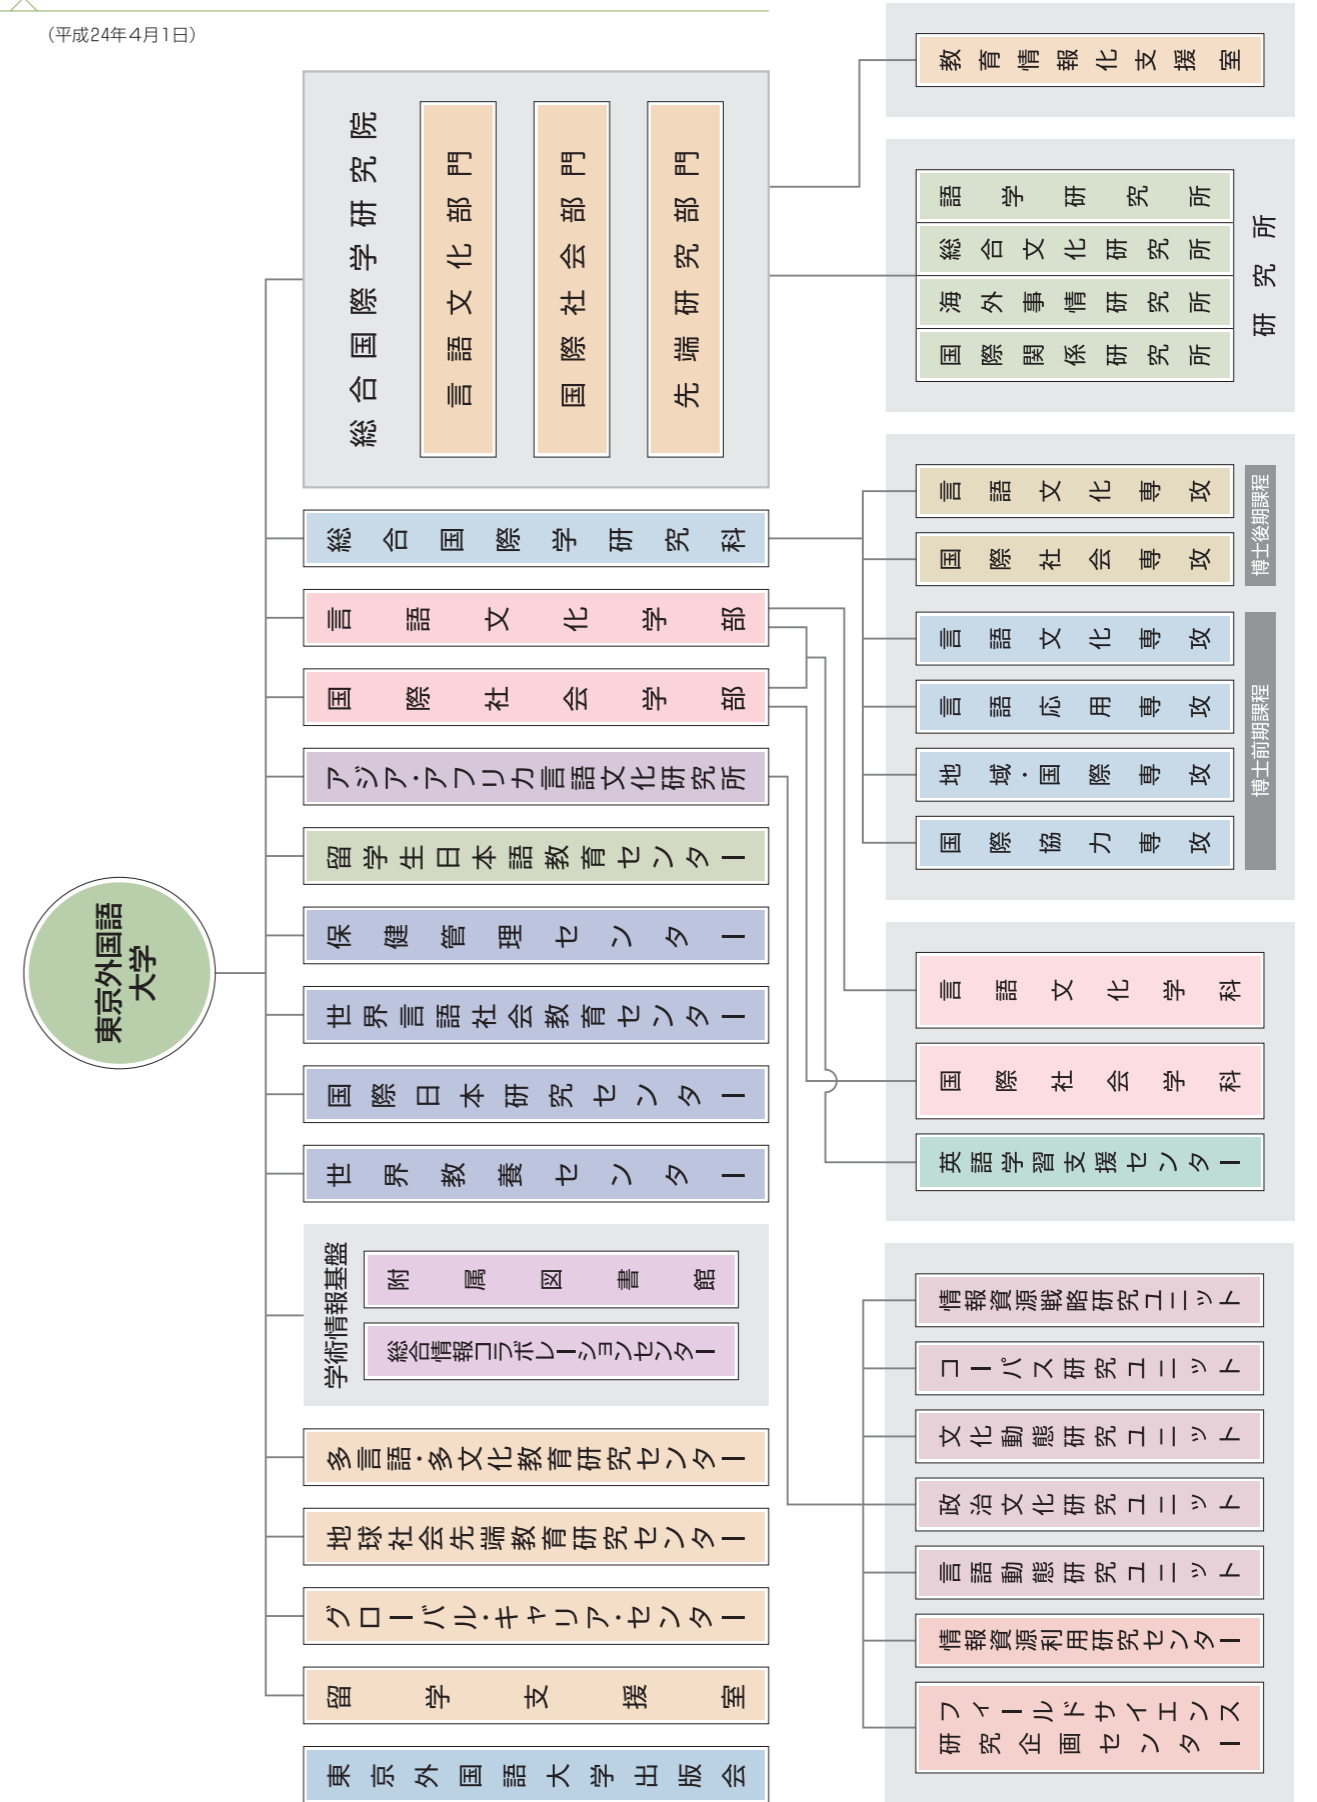 （平成24年4月1日）
東京外国語
大学
総合国際学研究院
言語文化部門
国際社会部門
先端研究部門
総合国際学研究科
言語文化学部
国際社会学部
アジア・アフリカ言語文化研究所
留学生日本語教育センター
保健管理センター
世界言語社会教育センター
国際日本研究センター
世界教養センター
学術情報基盤
附属図書館
総合情報コラボレーションセンター
多言語・多文化教育研究センター
地球社会先端教育研究センター
グローバル・キャリア・センター
留学支援室
東京外国語大学出版会
教育情報化支援室
語学研究所
総合文化研究所
海外事情研究所
国際関係研究所
研究所
言語文化専攻
国際社会専攻
博士後期課程
言語文化専攻
言語応用専攻
地域・国際専攻
国際協力専攻
博士前期課程
言語文化学科
国際社会学科
英語学習支援センター
情報資源戦略研究ユニット
コーパス研究ユニット
文化動態研究ユニット
政治文化研究ユニット
言語動態研究ユニット
情報資源利用研究センター
フィールドサイエンス
研究企画センター